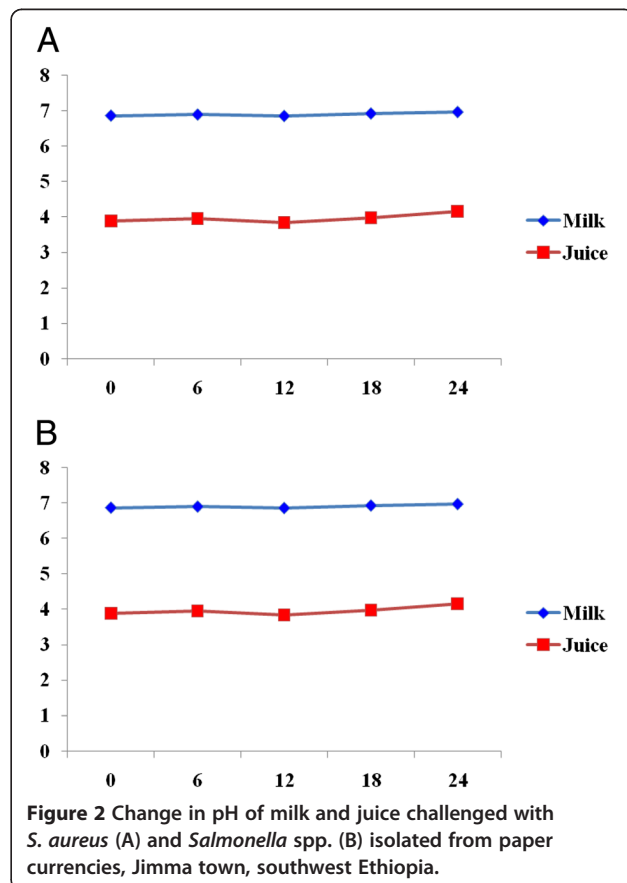 A
8
7
6
5
4
3
2
1
0
0 6 12 18 24
Milk
Juice
B
8
7
6
5
4
3
2
1
0
0 6 12 18 24
Milk
Juice
Figure 2 Change in pH of milk and juice challenged with
S. aureus (A) and Salmonella spp. (B) isolated from paper
currencies, Jimma town, southwest Ethiopia.